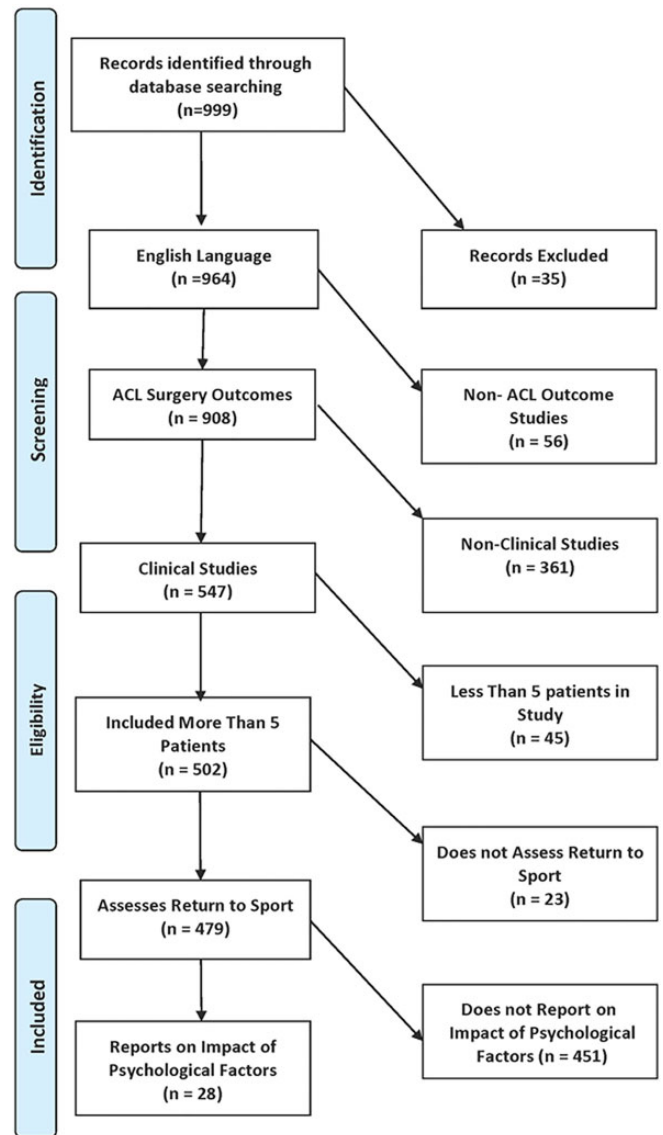 Identification
Records identified through
database searching
(n=999)
English Language
(n =964)
Records Excluded
(n =35)
Screening
ACL Surgery Outcomes
(n = 908)
Non- ACL Outcome
Studies
(n = 56)
Clinical Studies
(n = 547)
Non-Clinical Studies
(n = 361)
Eligibility
Included More Than 5
Patients
(n = 502)
Less Than 5 patients in
Study
(n = 45)
Does not Assess Return to
Sport
(n = 23)
Included
Assesses Return to Sport
(n = 479)
Does not Report on
Impact of Psychological
Factors (n = 451)
Reports on Impact of
Psychological Factors
(n = 28)